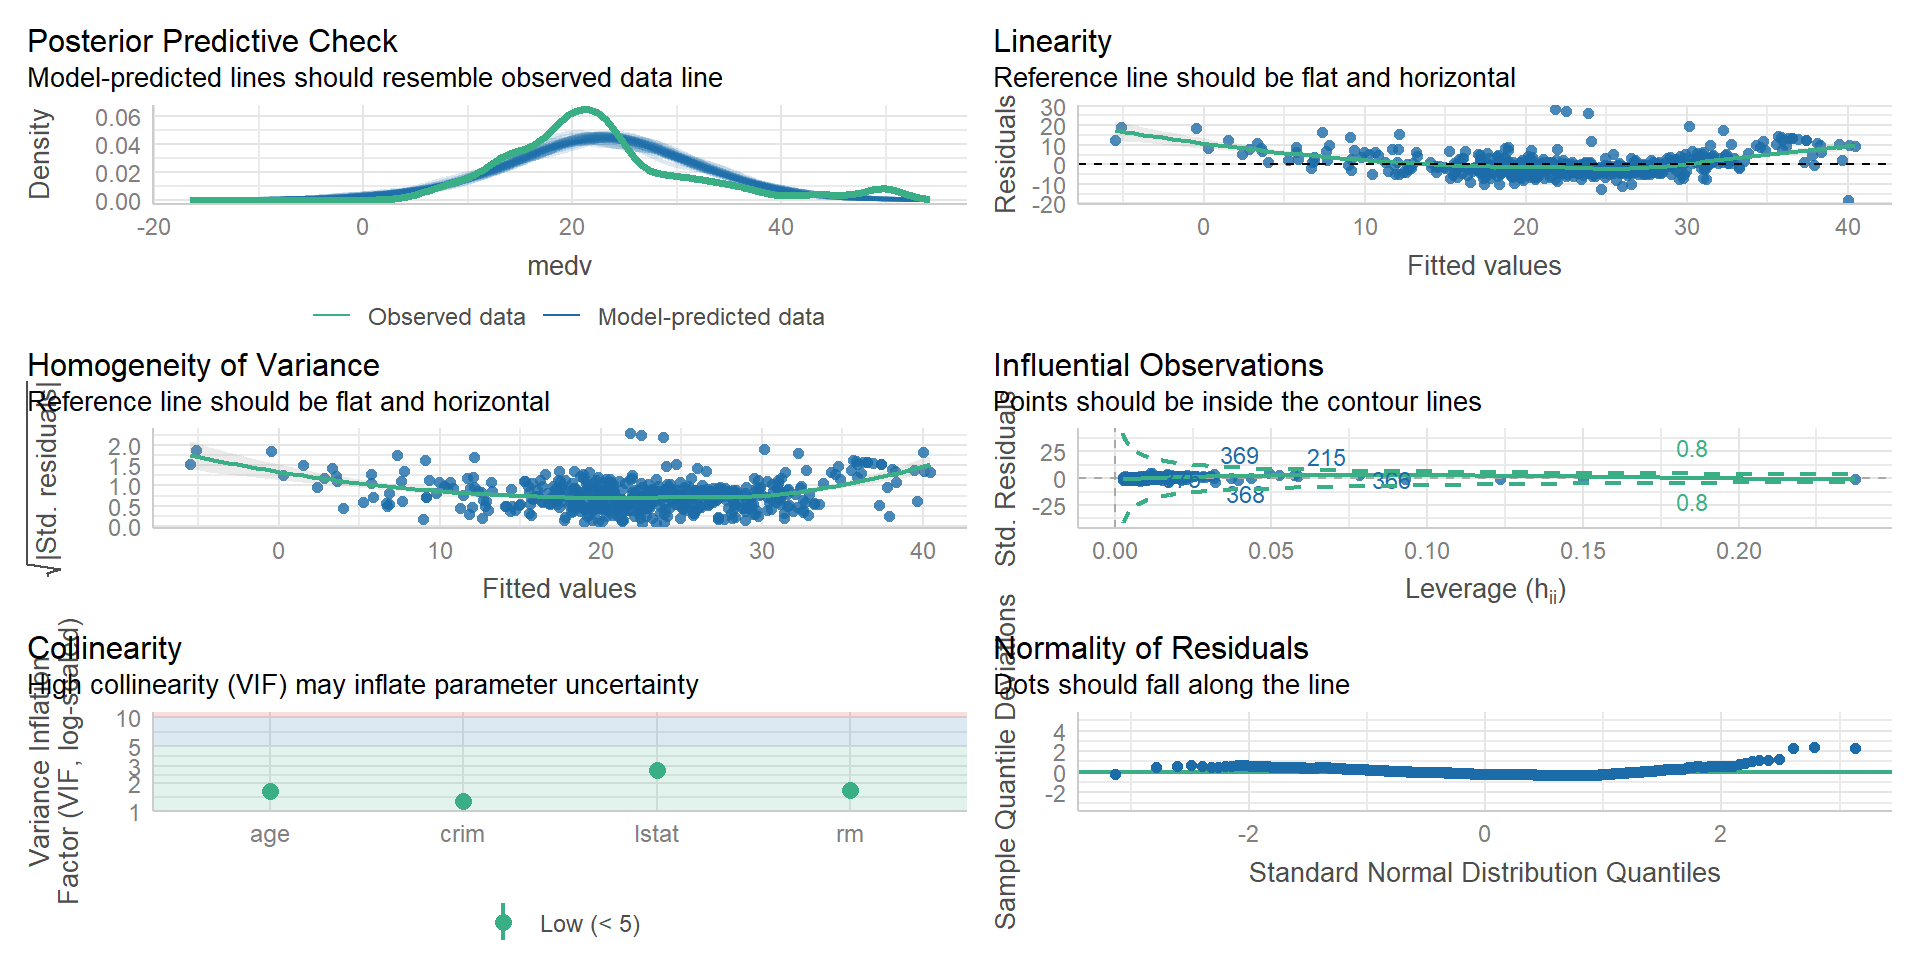 Posterior Predictive Check
Model-predicted lines should resemble observed data line
Density
0.06
0.04
0.02
0.00
-20 0 20 40
medv
Observed data Model-predicted data
Linearity
Reference line should be flat and horizontal
Residuals
30
20
10
0
-10
-20
0 10 20 30 40
Fitted values
Homogeneity of Variance
Reference line should be flat and horizontal
√|Std. residuals|
2.0
1.5
1.0
0.5
0.0
0 10 20 30 40
Fitted values
Influential Observations
Points should be inside the contour lines
Std. Residuals
25
0
-25
369 215 0.8
366
368 0.8
0.00 0.05 0.10 0.15 0.20
Leverage (hii)
Collinearity
High collinearity (VIF) may inflate parameter uncertainty
Variance Inflation
Factor (VIF, log-scaled)
10
5
3
2
1
age crim lstat rm
Low (< 5)
Normality of Residuals
Dots should fall along the line
Sample Quantile Deviations
4
2
0
-2
-2 0 2
Standard Normal Distribution Quantiles